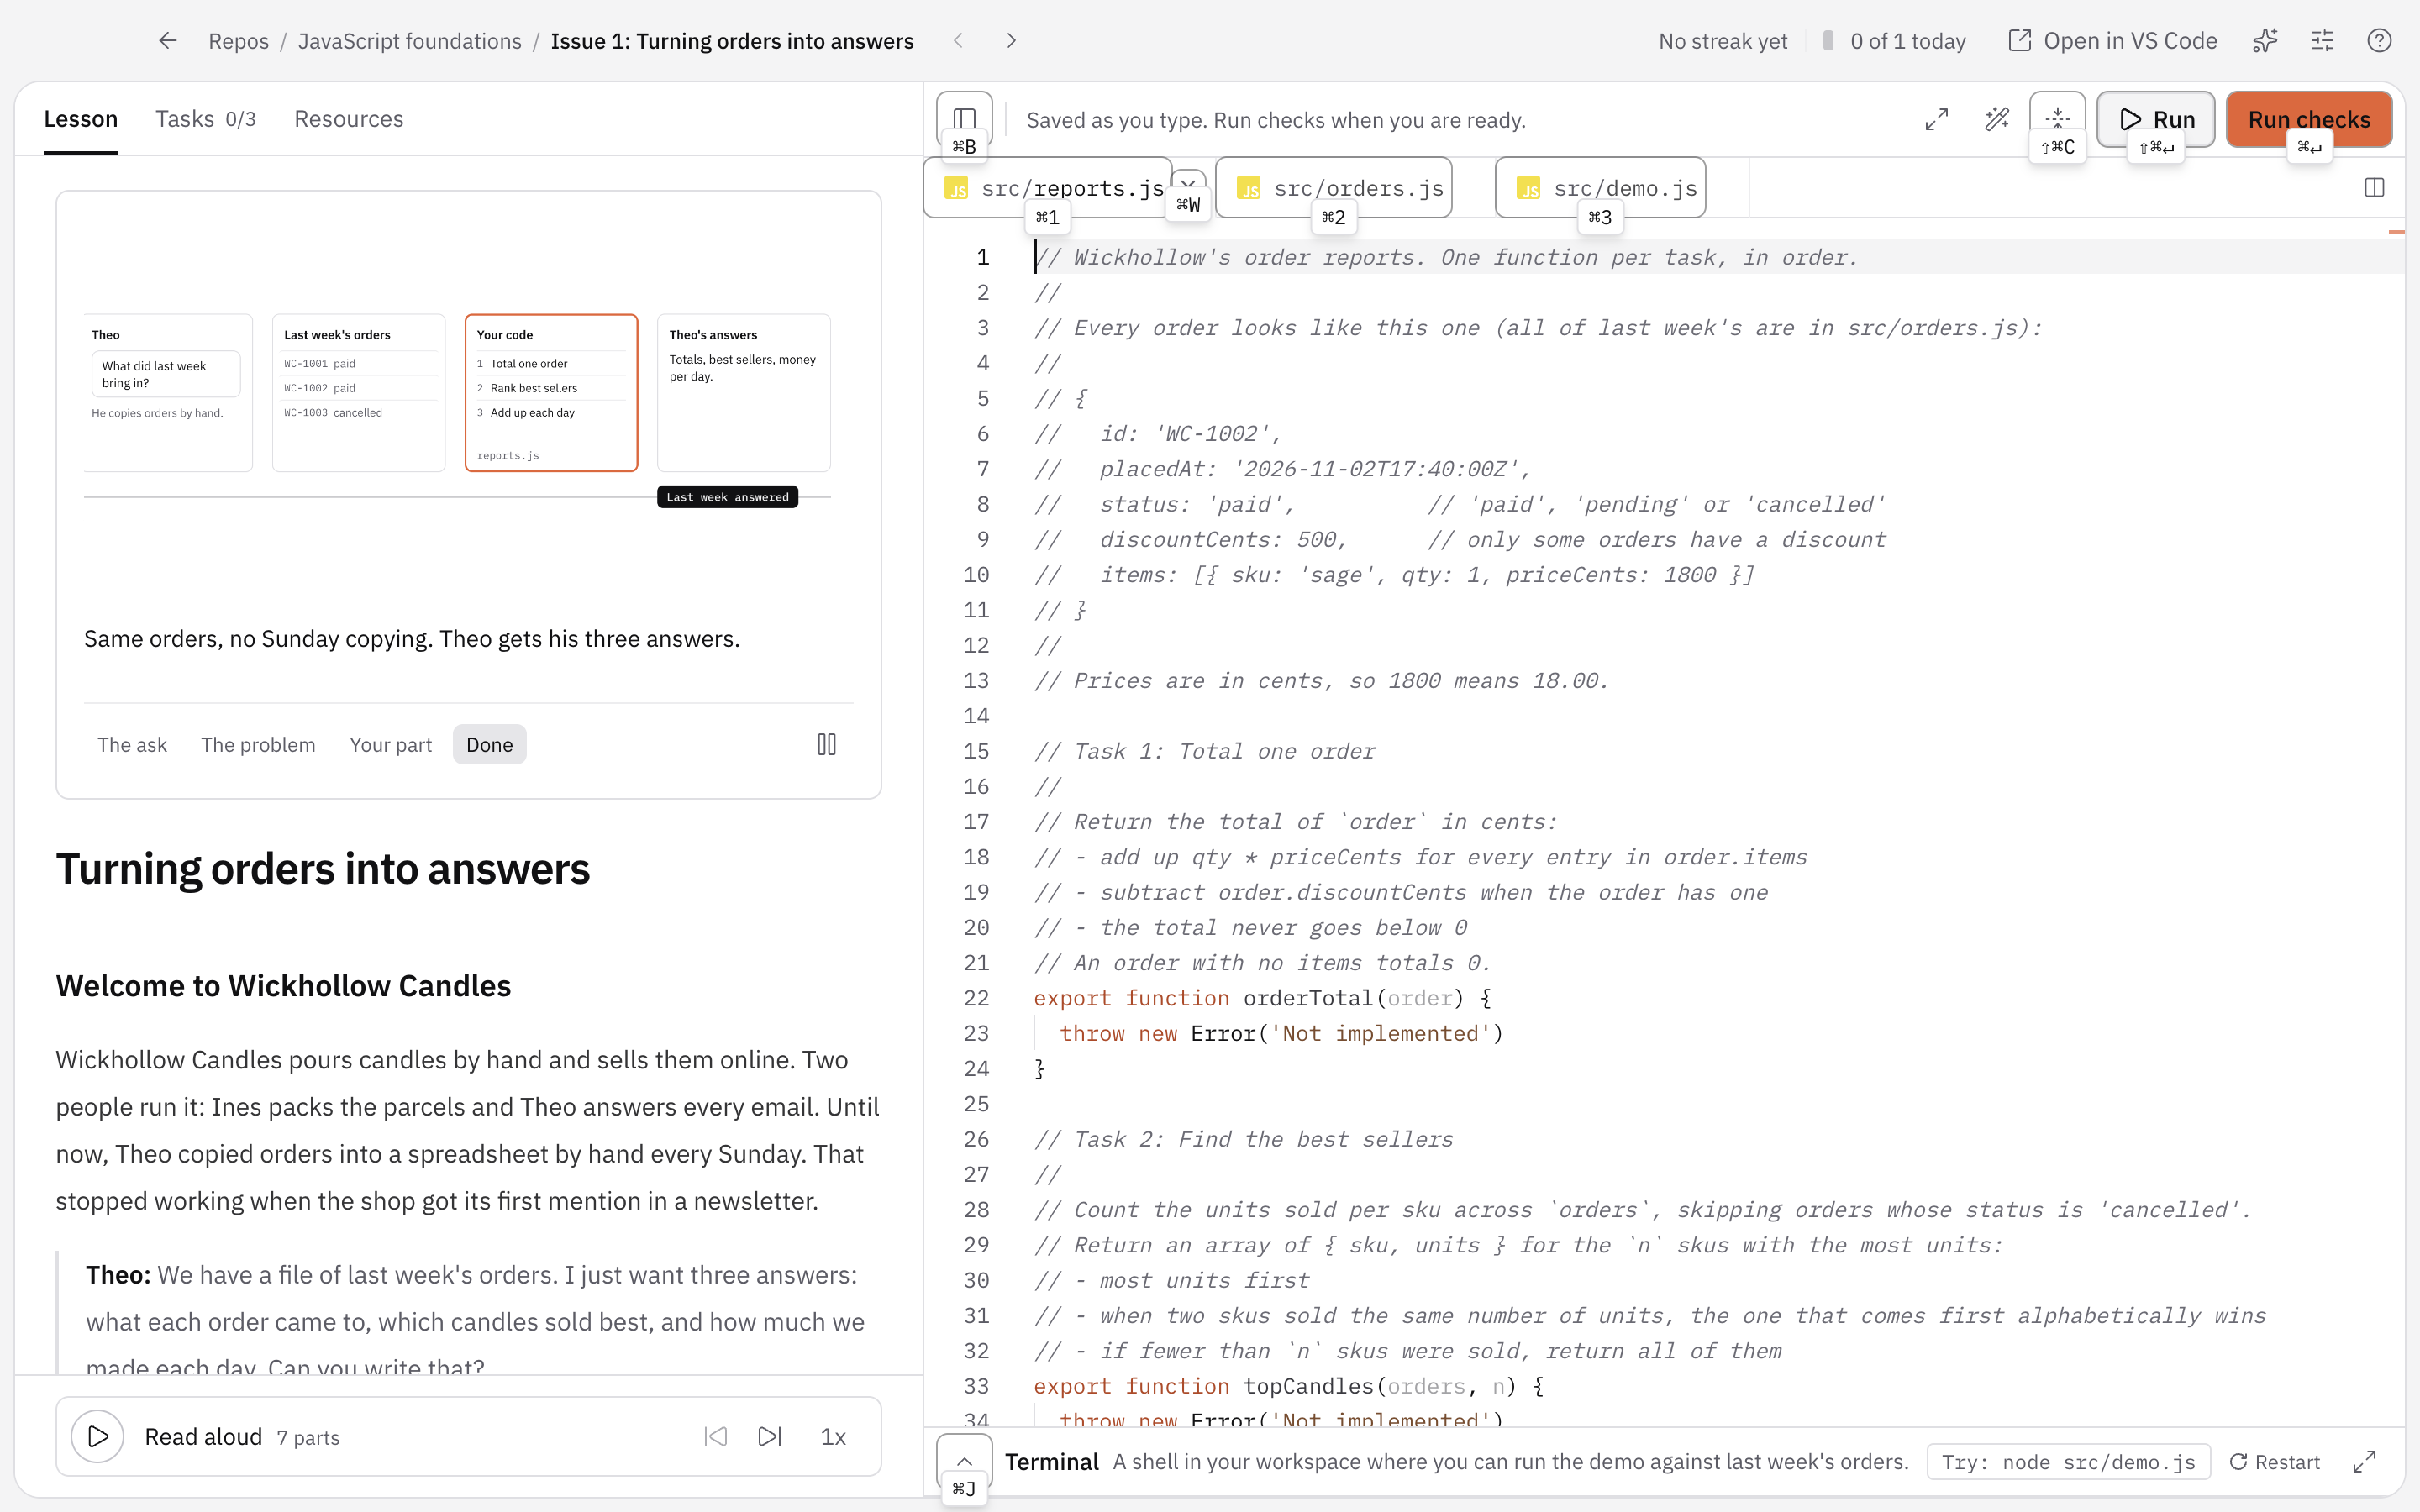 Repos / JavaScript foundations / Issue 1: Turning orders into answers
No streak yet
0 of 1 today
Open in VS Code
Lesson
Tasks 0/3
Resources
Theo
What did last week
bring in?
He copies orders by hand.
Last week's orders
WC-1001 paid
WC-1002 paid
WC-1003 cancelled
Your code
1 Total one order
2 Rank best sellers
3 Add up each day
reports.js
Theo's answers
Totals, best sellers, money
per day.
Last week answered
Same orders, no Sunday copying. Theo gets his three answers.
The ask
The problem
Your part
Done
Turning orders into answers
Welcome to Wickhollow Candles
Wickhollow Candles pours candles by hand and sells them online. Two
people run it: Ines packs the parcels and Theo answers every email. Until
now, Theo copied orders into a spreadsheet by hand every Sunday. That
stopped working when the shop got its first mention in a newsletter.
Theo: We have a file of last week's orders. I just want three answers:
what each order came to, which candles sold best, and how much we
made each day. Can you write that?
Read aloud 7 parts
1x
⌘B
Saved as you type. Run checks when you are ready.
⇧⌘C
Run
⇧⌘↵
Run checks
⌘↵
JS src/reports.js
⌘1
⌘W
JS src/orders.js
⌘2
JS src/demo.js
⌘3
1 // Wickhollow's order reports. One function per task, in order.
2 //
3 // Every order looks like this one (all of last week's are in src/orders.js):
4 //
5 // {
6 //   id: 'WC-1002',
7 //   placedAt: '2026-11-02T17:40:00Z',
8 //   status: 'paid',          // 'paid', 'pending' or 'cancelled'
9 //   discountCents: 500,      // only some orders have a discount
10 //   items: [{ sku: 'sage', qty: 1, priceCents: 1800 }]
11 // }
12 //
13 // Prices are in cents, so 1800 means 18.00.
14
15 // Task 1: Total one order
16 //
17 // Return the total of `order` in cents:
18 // - add up qty * priceCents for every entry in order.items
19 // - subtract order.discountCents when the order has one
20 // - the total never goes below 0
21 // An order with no items totals 0.
22 export function orderTotal(order) {
23   throw new Error('Not implemented')
24 }
25
26 // Task 2: Find the best sellers
27 //
28 // Count the units sold per sku across `orders`, skipping orders whose status is 'cancelled'.
29 // Return an array of { sku, units } for the `n` skus with the most units:
30 // - most units first
31 // - when two skus sold the same number of units, the one that comes first alphabetically wins
32 // - if fewer than `n` skus were sold, return all of them
33 export function topCandles(orders, n) {
34   throw new Error('Not implemented')
⌘J
Terminal
A shell in your workspace where you can run the demo against last week's orders.
Try: node src/demo.js
Restart